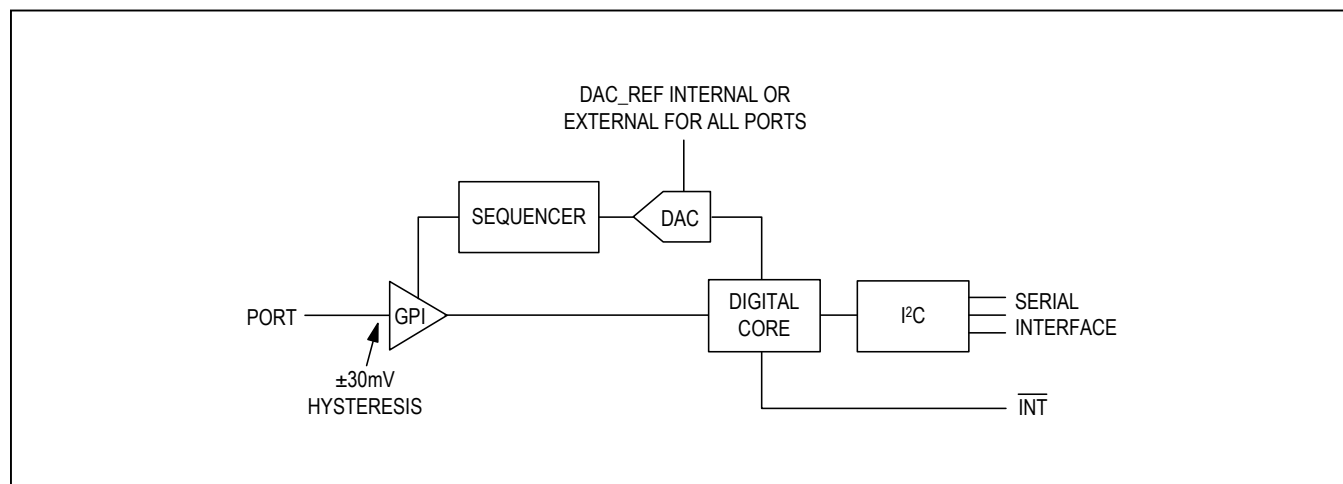 DAC_REF INTERNAL OR
EXTERNAL FOR ALL PORTS
SEQUENCER
DAC
PORT
GPI
DIGITAL
CORE
I²C
SERIAL
INTERFACE
±30mV
HYSTERESIS
INT